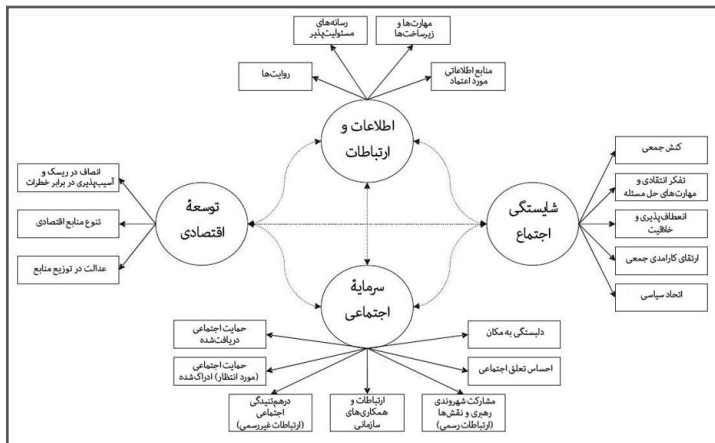 رسانه‌های
مسئولیت‌پذیر
مهارت‌ها و
زیرساخت‌ها
روایت‌ها
منابع اطلاعاتی
مورد اعتماد
اطلاعات و
ارتباطات
کنش جمعی
تفکر انتقادی و
مهارت‌های حل مسئله
انعطاف‌پذیری و
خلاقیت
ارتقای کارامدی جمعی
اتحاد سیاسی
شایستگی
اجتماع
انصاف در ریسک و
آسیب‌پذیری در برابر خطرات
تنوع منابع اقتصادی
عدالت در توزیع منابع
توسعهٔ
اقتصادی
سرمایهٔ
اجتماعی
دلبستگی به مکان
احساس تعلق اجتماعی
مشارکت شهروندی
رهبری و نقش‌ها
(ارتباطات رسمی)
ارتباطات و
همکاری‌های
سازمانی
درهم‌تنیدگی
اجتماعی
(ارتباطات غیررسمی)
حمایت اجتماعی
(مورد انتظار) ادراک‌شده
حمایت اجتماعی
دریافت‌شده